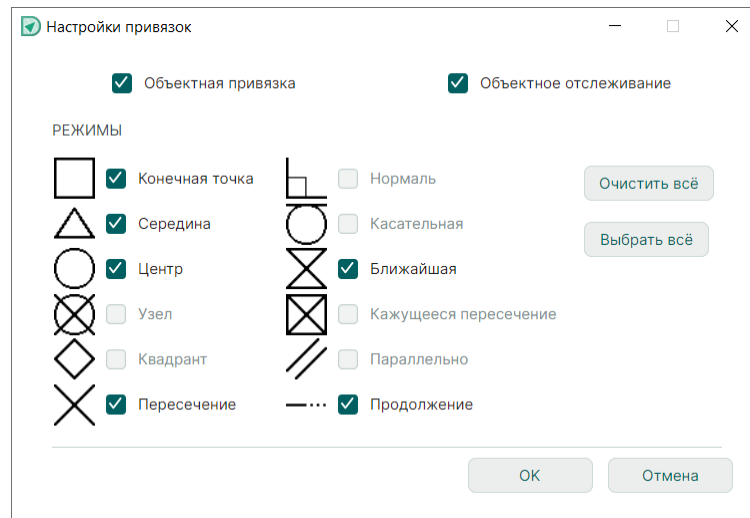 Настройки привязок
Объектная привязка
Объектное отслеживание
РЕЖИМЫ
Конечная точка
Нормаль
Очистить всё
Середина
Касательная
Выбрать всё
Центр
Ближайшая
Узел
Кажущееся пересечение
Квадрант
Параллельно
Пересечение
Продолжение
OK
Отмена